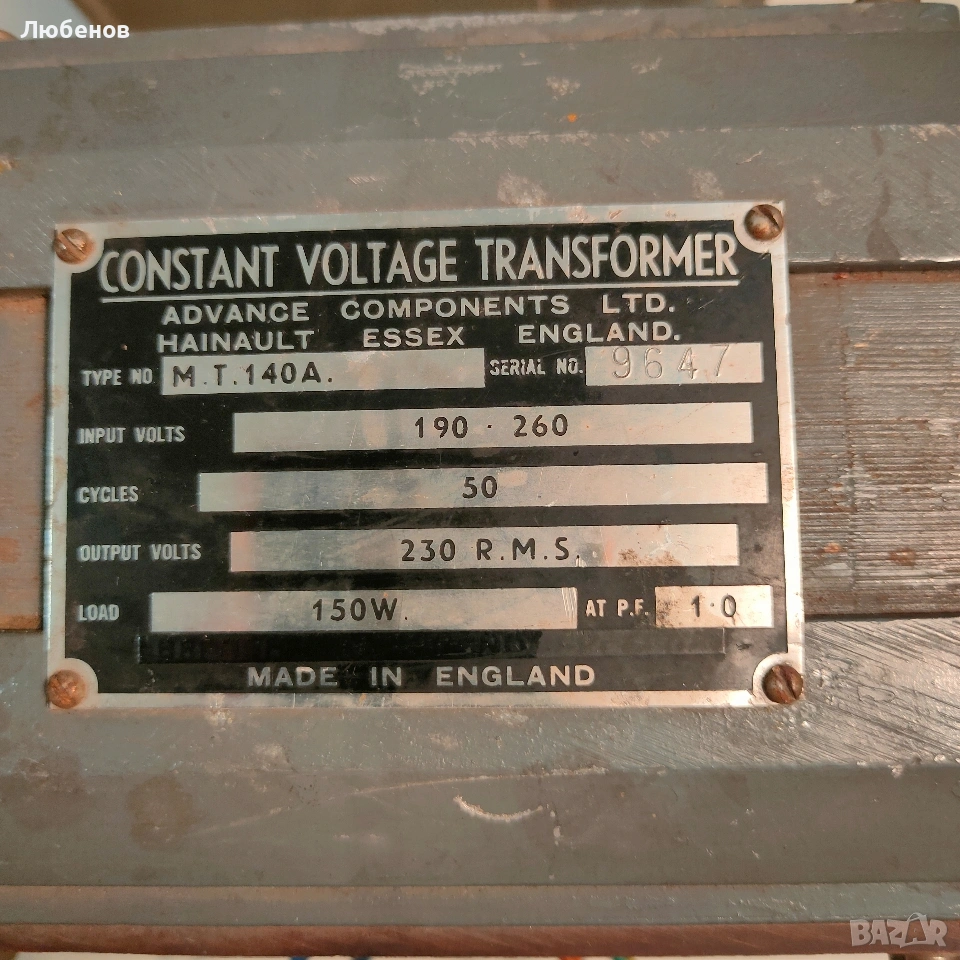 Любенов
CONSTANT VOLTAGE TRANSFORMER
ADVANCE COMPONENTS LTD.
HAINAULT ESSEX ENGLAND.
TYPE NO M.T.140A. SERIAL NO. 9647
INPUT VOLTS 190 · 260
CYCLES 50
OUTPUT VOLTS 230 R.M.S.
LOAD 150W. AT P.F. 1·0
MADE IN ENGLAND
BAZAR